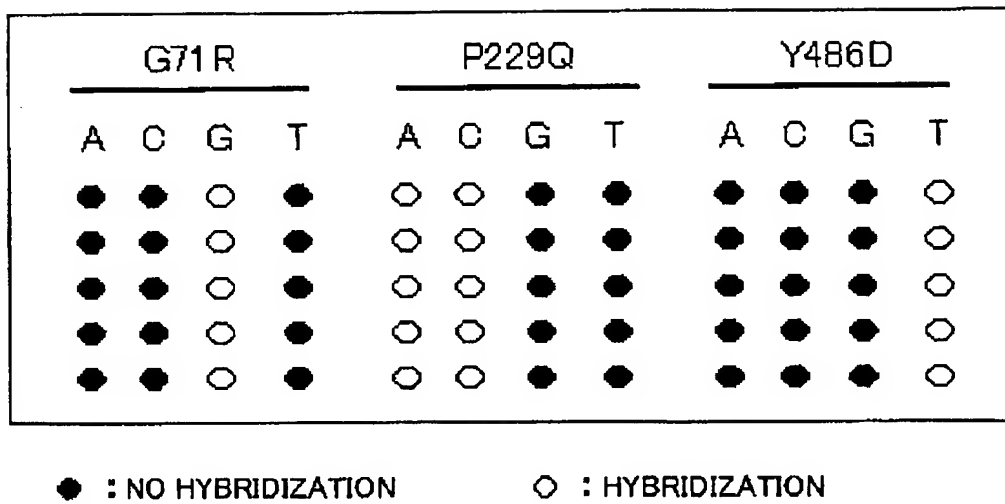 G71R P229Q Y486D
A C G T A C G T A C G T
: NO HYBRIDIZATION : HYBRIDIZATION